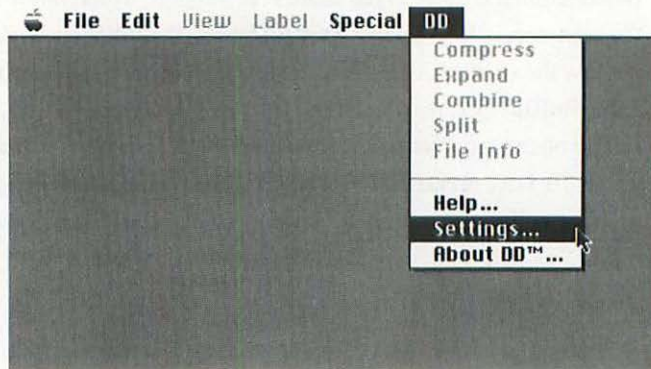 File Edit View Label Special DD
Compress
Expand
Combine
Split
File Info
Help...
Settings...
About DD™...